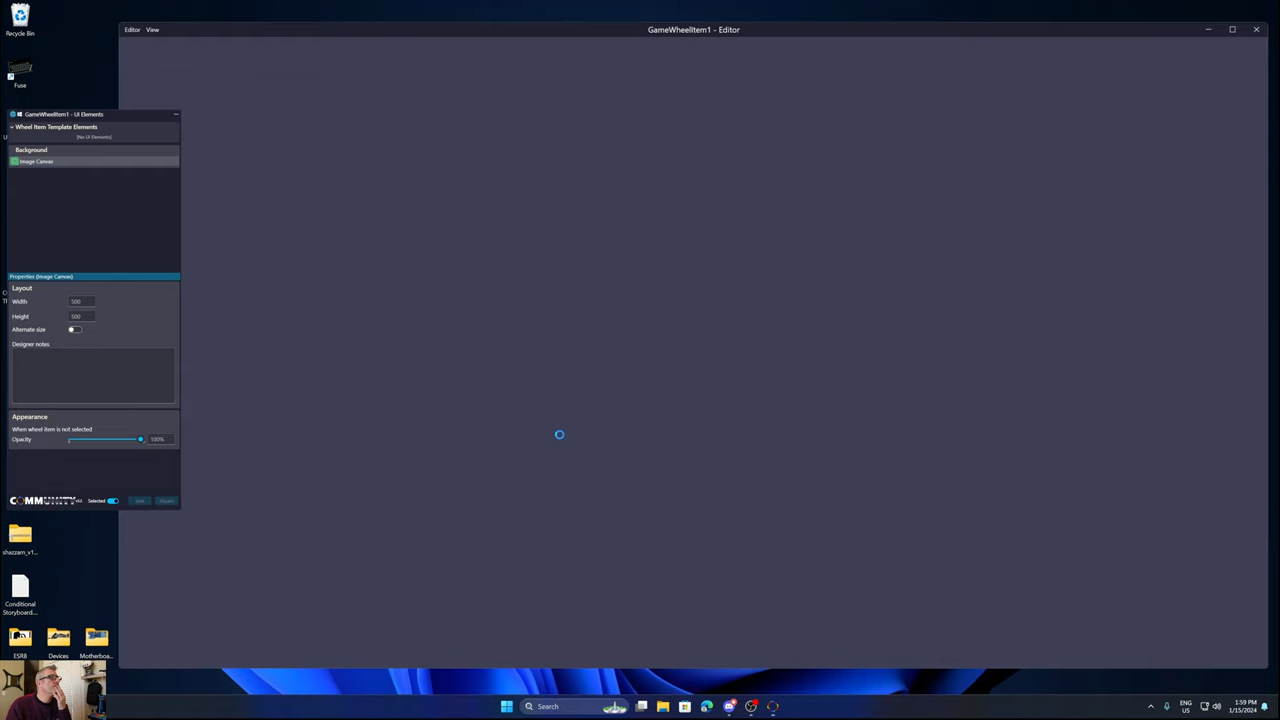 Recycle Bin
Fuse
Editor View
GameWheelItem1 - Editor
GameWheelItem1 - UI Elements
Wheel Item Template Elements
[No UI Elements]
Background
Image Canvas
Properties (Image Canvas)
Layout
Width 500
Height 500
Alternate size
Designer notes
Appearance
When wheel item is not selected
Opacity 100%
COMMUNITY
Selected
Save
shazzam_v1...
Conditional
Storyboard...
ESRB
Devices
Motherboa...
Search
ENG
US
1:59 PM
1/15/2024